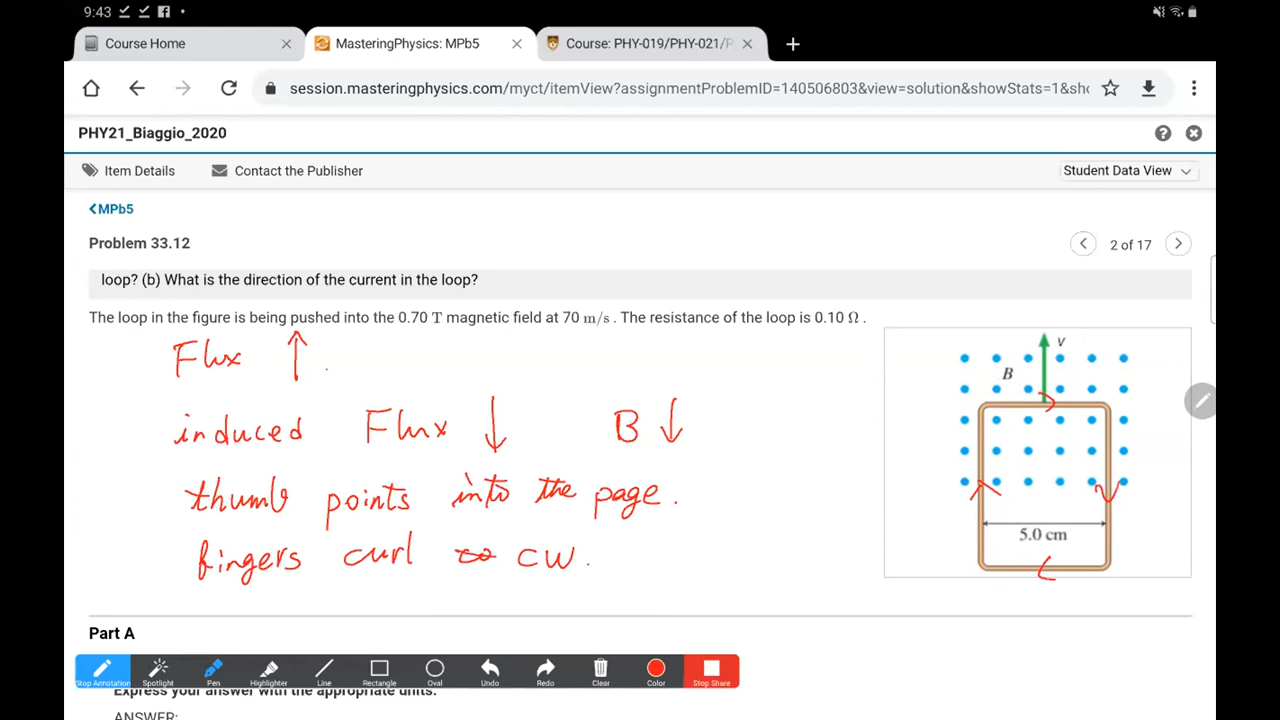 9:43
Course Home
MasteringPhysics: MPb5
Course: PHY-019/PHY-021/P
session.masteringphysics.com/myct/itemView?assignmentProblemID=140506803&view=solution&showStats=1&sho
PHY21_Biaggio_2020
Item Details
Contact the Publisher
Student Data View
MPb5
Problem 33.12
2 of 17
loop? (b) What is the direction of the current in the loop?
The loop in the figure is being pushed into the 0.70 T magnetic field at 70 m/s . The resistance of the loop is 0.10 Ω .
Flux ↑
induced Flux ↓ B ↓
thumb points into the page.
fingers curl CW.
v
B
5.0 cm
Part A
Stop Annotation Spotlight Pen Highlighter Line Rectangle Oval Undo Redo Clear Color Stop Share
Express your answer with the appropriate units.
ANSWER: